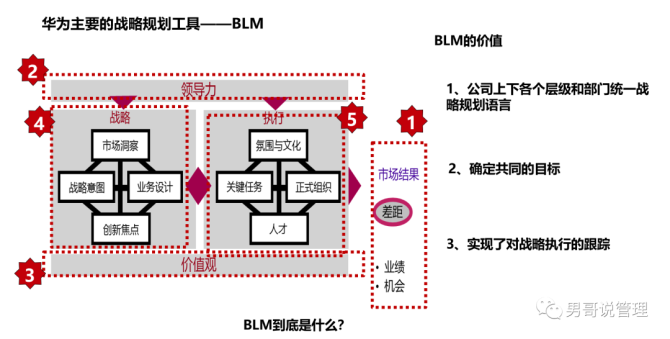 华为主要的战略规划工具——BLM
BLM的价值
2
领导力
1、公司上下各个层级和部门统一战
略规划语言
4
战略
执行
5
1
市场洞察
氛围与文化
市场结果
战略意图
业务设计
关键任务
正式组织
2、确定共同的目标
差距
创新焦点
人才
3、实现了对战略执行的跟踪
3
价值观
• 业绩
• 机会
男哥说管理
BLM到底是什么?